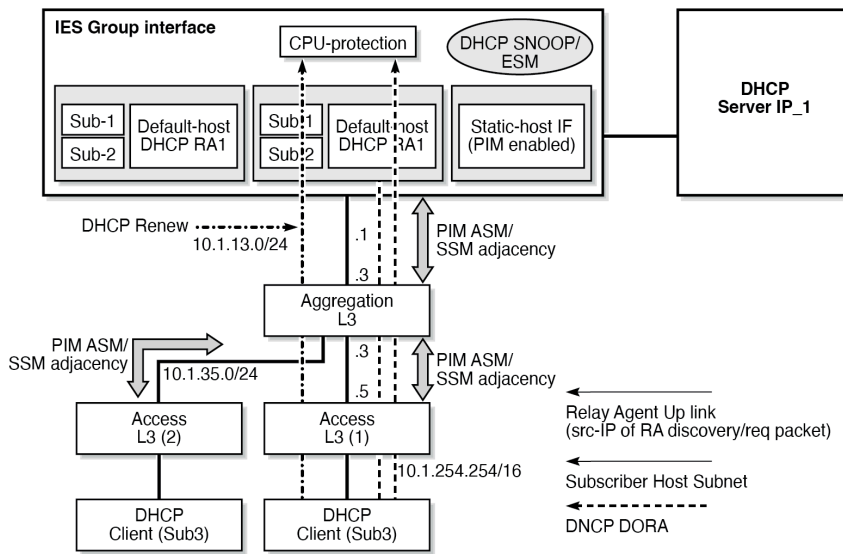 IES Group interface
CPU-protection
DHCP SNOOP/
ESM
DHCP
Server IP_1
Sub-1
Sub-2
Default-host
DHCP RA1
Sub-1
Sub-2
Default-host
DHCP RA1
Static-host IF
(PIM enabled)
DHCP Renew
10.1.13.0/24
.1
.3
PIM ASM/
SSM adjacency
Aggregation
L3
PIM ASM/
SSM adjacency
10.1.35.0/24
.3
.5
PIM ASM/
SSM adjacency
Access
L3 (2)
Access
L3 (1)
10.1.254.254/16
DHCP
Client (Sub3)
DHCP
Client (Sub3)
Relay Agent Up link
(src-IP of RA discovery/req packet)
Subscriber Host Subnet
DNCP DORA